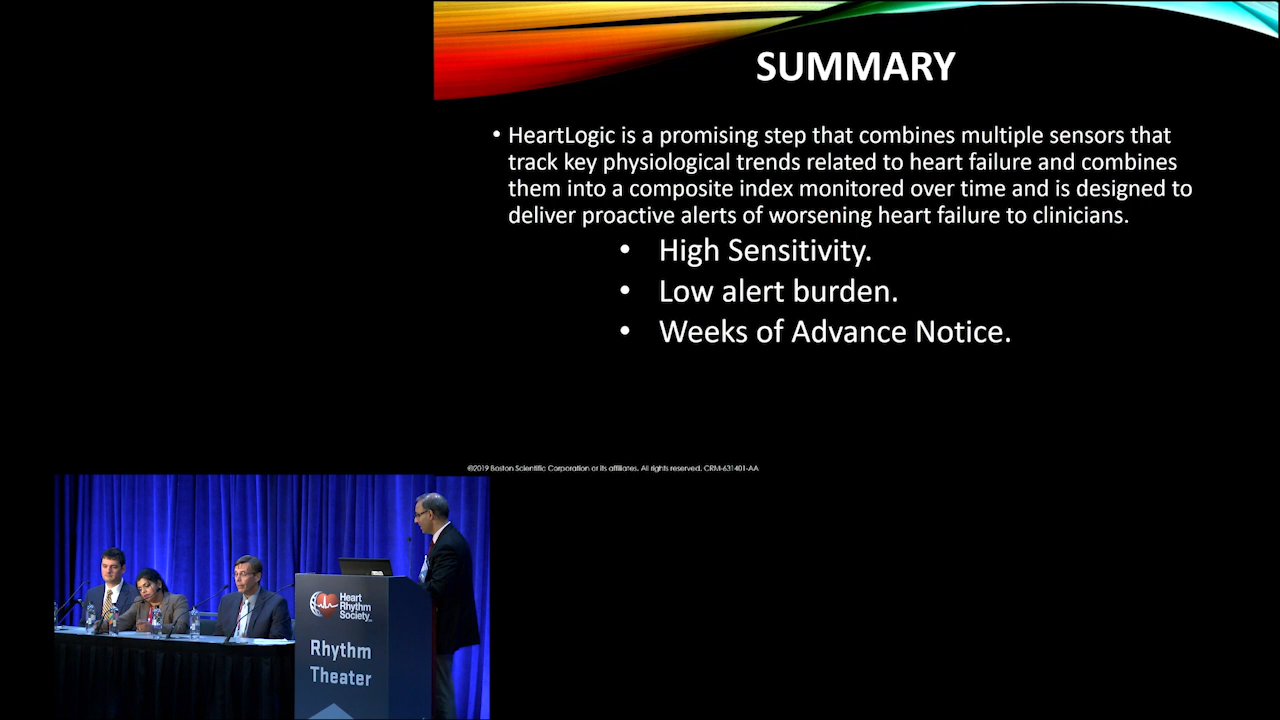 SUMMARY
• HeartLogic is a promising step that combines multiple sensors that
track key physiological trends related to heart failure and combines
them into a composite index monitored over time and is designed to
deliver proactive alerts of worsening heart failure to clinicians.
• High Sensitivity.
• Low alert burden.
• Weeks of Advance Notice.
©2019 Boston Scientific Corporation or its affiliates. All rights reserved. CRM-631401-AA
Heart
Rhythm
Society
Rhythm
Theater